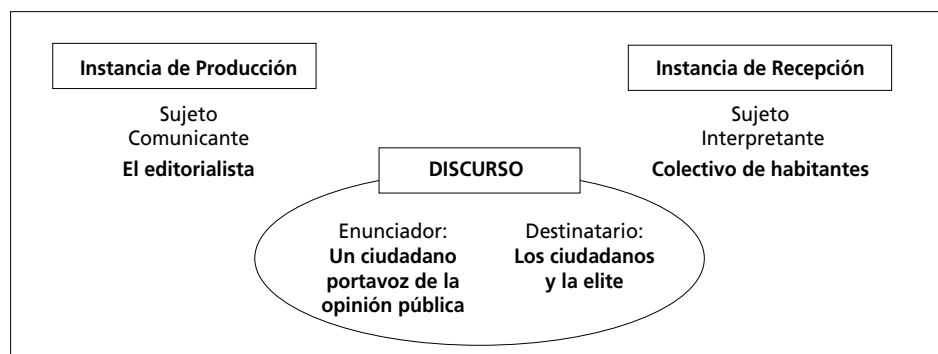 Instancia de Producción
Sujeto
Comunicante
El editorialista
Instancia de Recepción
Sujeto
Interpretante
Colectivo de habitantes
DISCURSO
Enunciador:
Un ciudadano
portavoz de la
opinión pública
Destinatario:
Los ciudadanos
y la elite